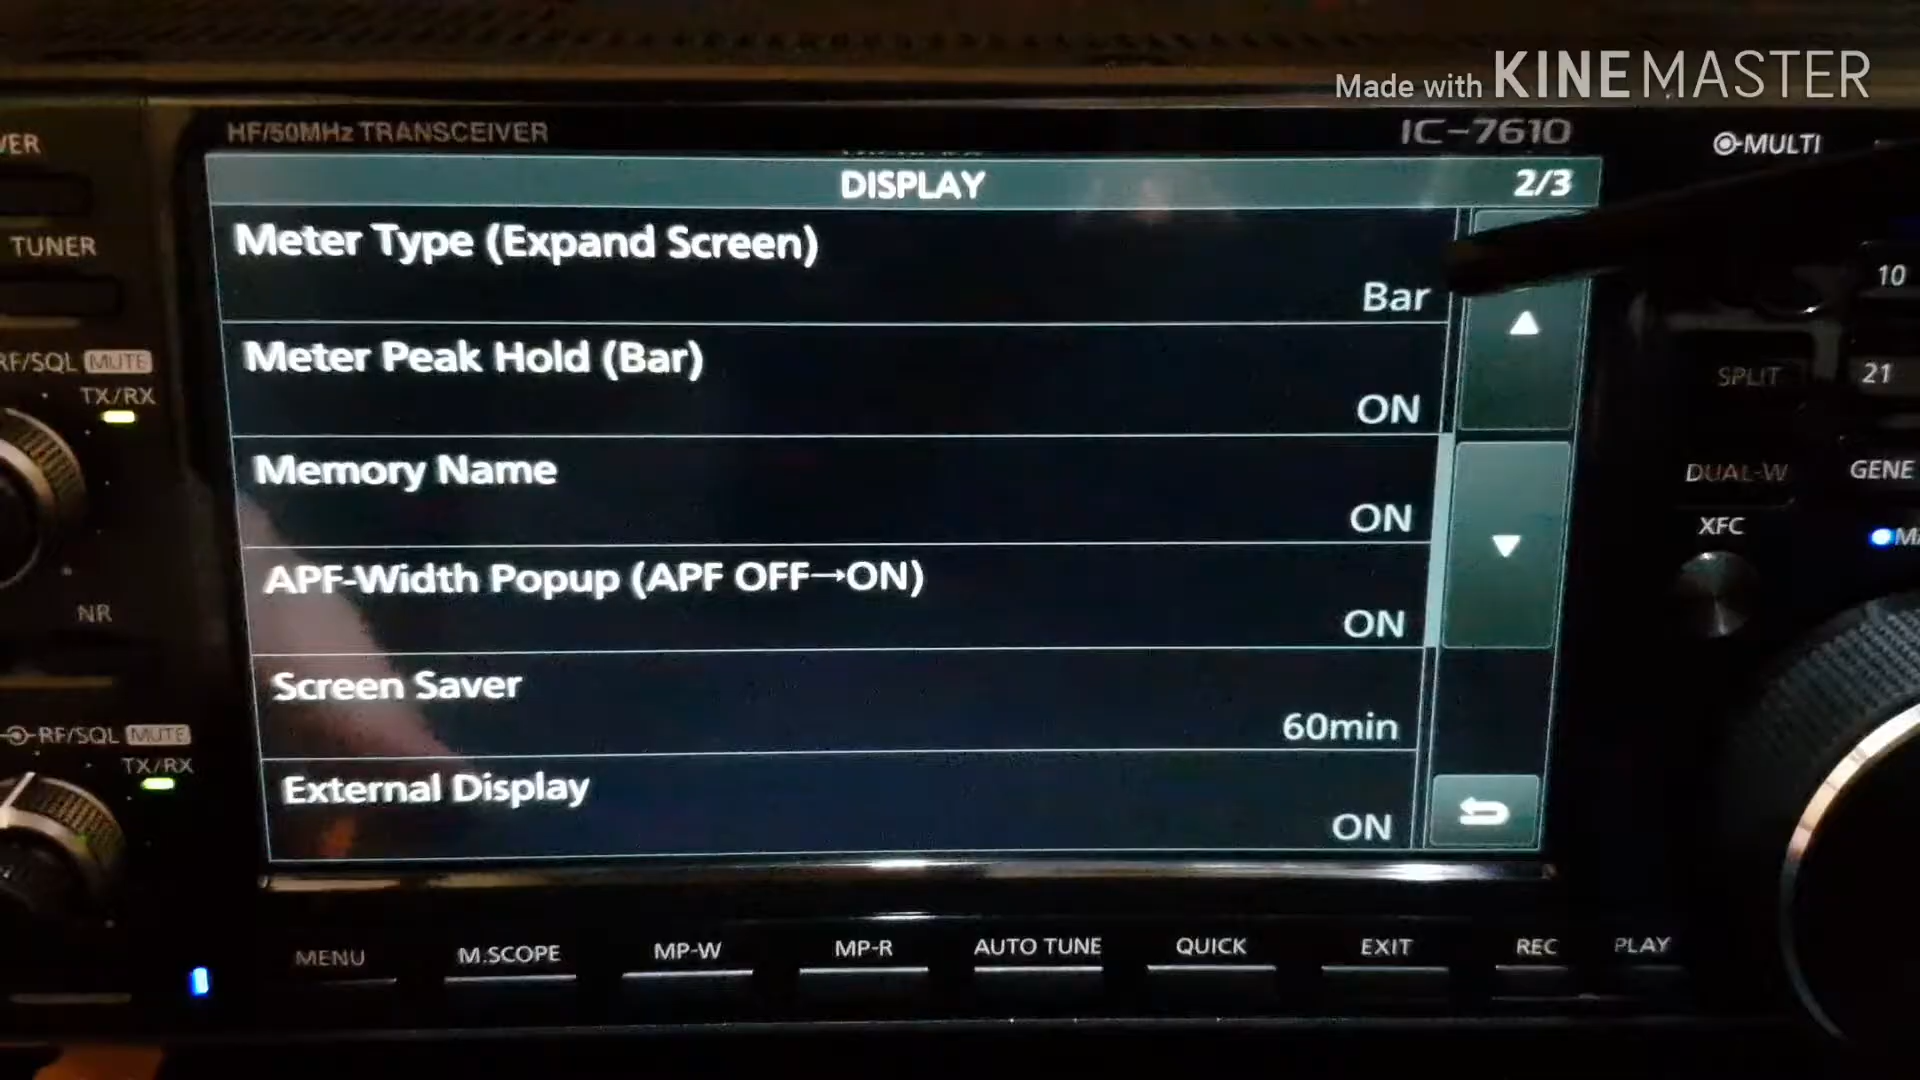 Made with KINEMASTER
HF/50MHz TRANSCEIVER
IC-7610
MULTI
TUNER
RF/SQL MUTE
TX/RX
NR
RF/SQL MUTE
TX/RX
DISPLAY 2/3
Meter Type (Expand Screen)
Bar
Meter Peak Hold (Bar)
ON
Memory Name
ON
APF-Width Popup (APF OFF→ON)
ON
Screen Saver
60min
External Display
ON
10
SPLIT
21
DUAL-W
GENE
XFC
MENU
M.SCOPE
MP-W
MP-R
AUTO TUNE
QUICK
EXIT
REC
PLAY